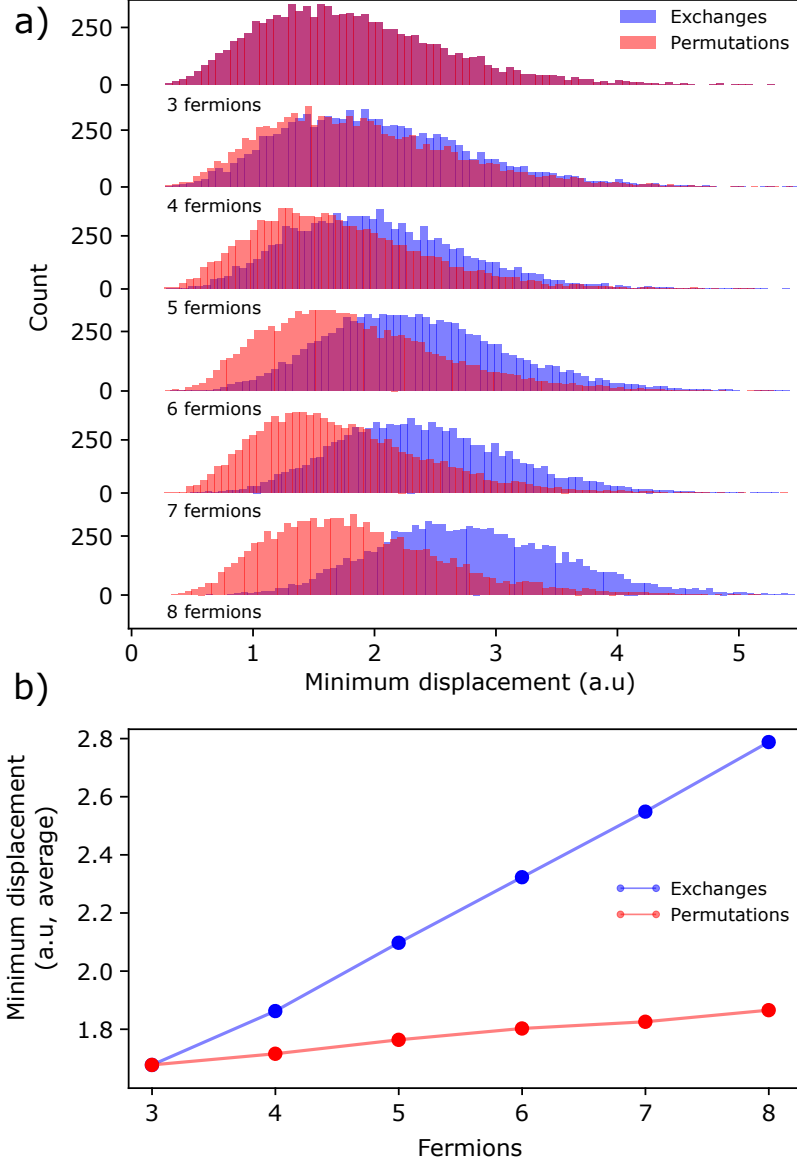 a)
Exchanges
Permutations
250
0
3 fermions
250
0
4 fermions
250
0
5 fermions
250
0
6 fermions
250
0
7 fermions
250
0
8 fermions
Count
0 1 2 3 4 5
Minimum displacement (a.u)
b)
2.8
2.6
2.4
2.2
2.0
1.8
Minimum displacement
(a.u, average)
Exchanges
Permutations
3 4 5 6 7 8
Fermions